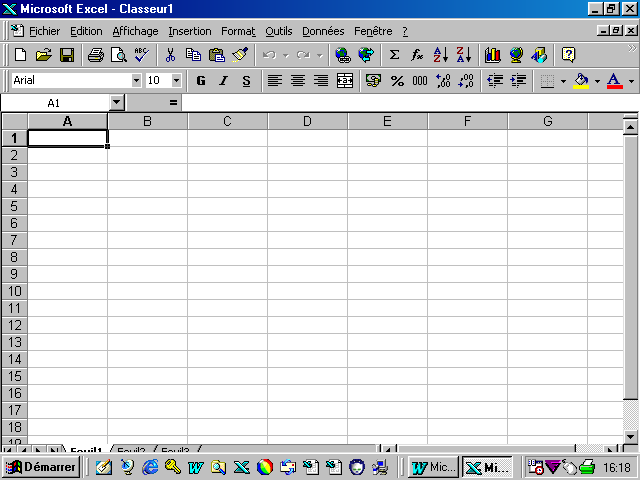 Microsoft Excel - Classeur1
Fichier Edition Affichage Insertion Format Outils Données Fenêtre ?
Arial 10 G I S % 000
A1 =
A B C D E F G
1
2
3
4
5
6
7
8
9
10
11
12
13
14
15
16
17
18
19
Feuil1 Feuil2 Feuil3
Démarrer Mic... Mi... 16:18